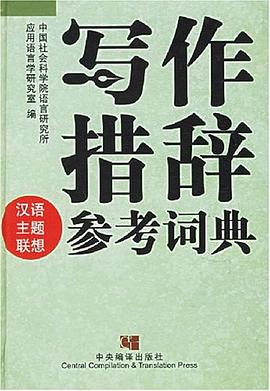 中国社会科学院语言研究所
应用语言学研究室 编
写作
措辞
参考词典
汉语
主题
联想
中央编译出版社
Central Compilation & Translation Press